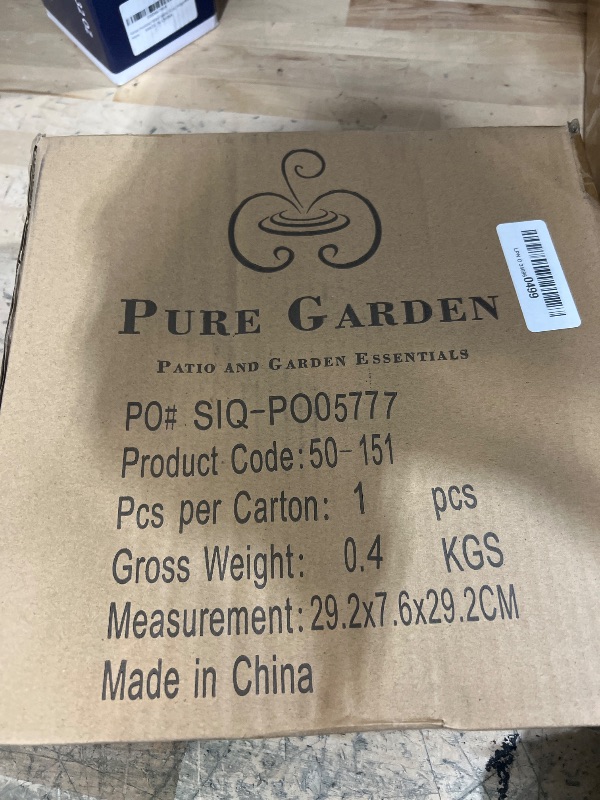 PURE GARDEN
PATIO AND GARDEN ESSENTIALS
PO# SIQ-PO05777
Product Code:50-151
Pcs per Carton: 1 pcs
Gross Weight: 0.4 KGS
Measurement:29.2x7.6x29.2CM
Made in China
0499